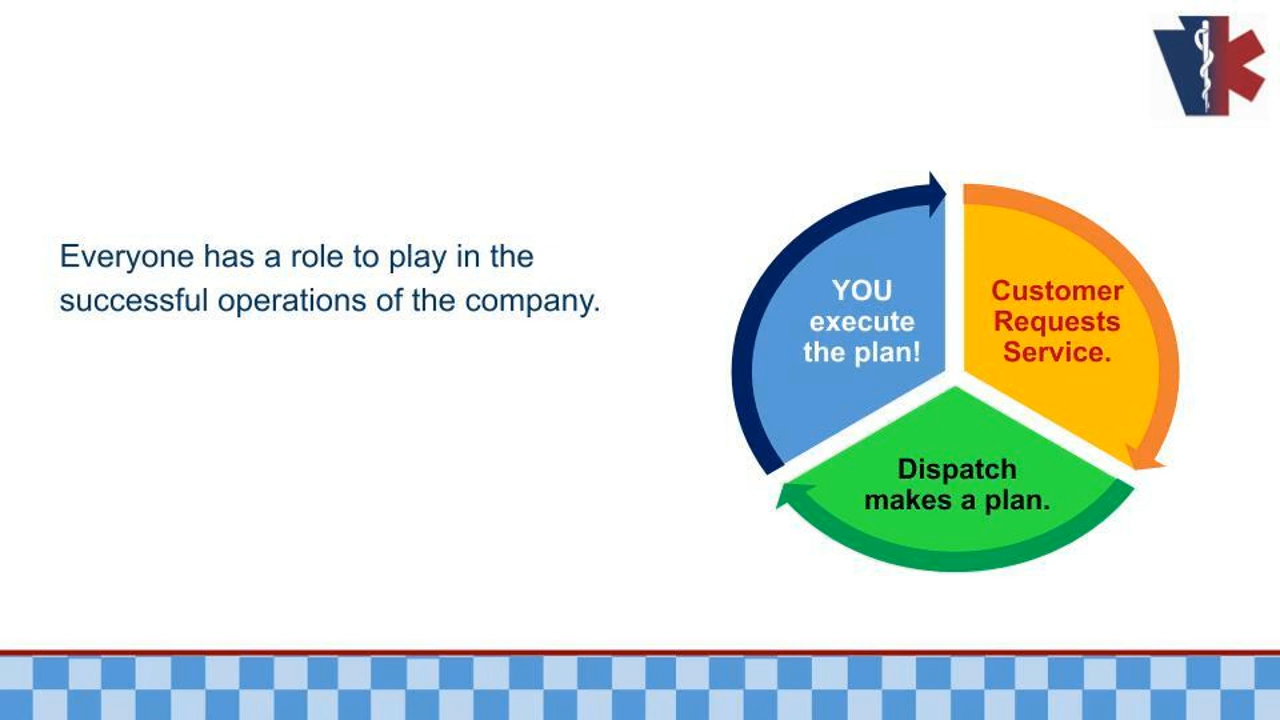 Everyone has a role to play in the
successful operations of the company.
YOU
execute
the plan!
Customer
Requests
Service.
Dispatch
makes a plan.